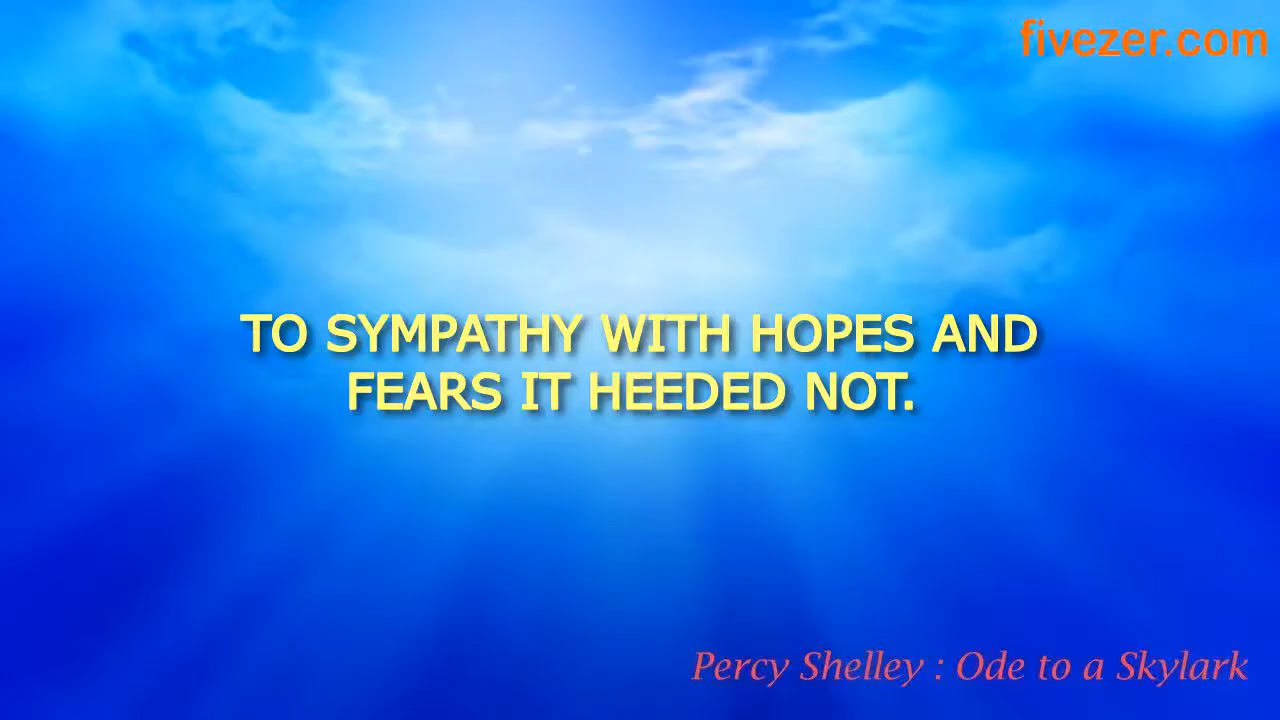 fivezer.com
TO SYMPATHY WITH HOPES AND
FEARS IT HEEDED NOT.
Percy Shelley : Ode to a Skylark